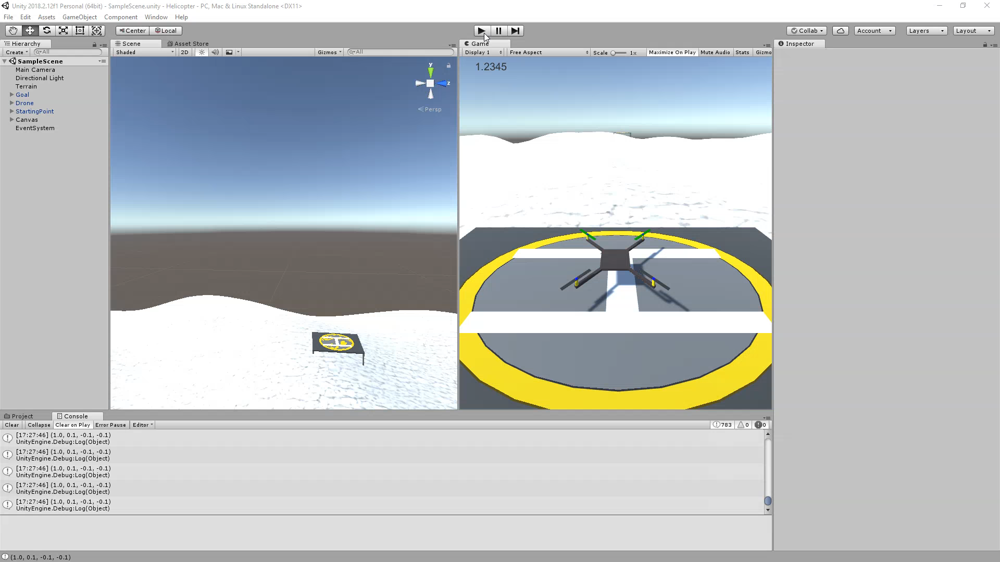 Unity 2018.2.12f1 Personal (64bit) - SampleScene.unity - Helicopter - PC, Mac & Linux Standalone <DX11>
File Edit Assets GameObject Component Window Help
Center Local Collab Account Layers Layout
Hierarchy
Create All
SampleScene
Main Camera
Directional Light
Terrain
Goal
Drone
StartingPoint
Canvas
EventSystem
Scene Asset Store
Shaded 2D Gizmos All
y
z
Persp
Game
Display 1 Free Aspect Scale 1x Maximize On Play Mute Audio Stats Gizmo
1.2345
Inspector
Project Console
Clear Collapse Clear on Play Error Pause Editor 783 0 0
[17:27:46] (1.0, 0.1, -0.1, -0.1)
UnityEngine.Debug:Log(Object)
[17:27:46] (1.0, 0.1, -0.1, -0.1)
UnityEngine.Debug:Log(Object)
[17:27:46] (1.0, 0.1, -0.1, -0.1)
UnityEngine.Debug:Log(Object)
[17:27:46] (1.0, 0.1, -0.1, -0.1)
UnityEngine.Debug:Log(Object)
[17:27:46] (1.0, 0.1, -0.1, -0.1)
UnityEngine.Debug:Log(Object)
(1.0, 0.1, -0.1, -0.1)